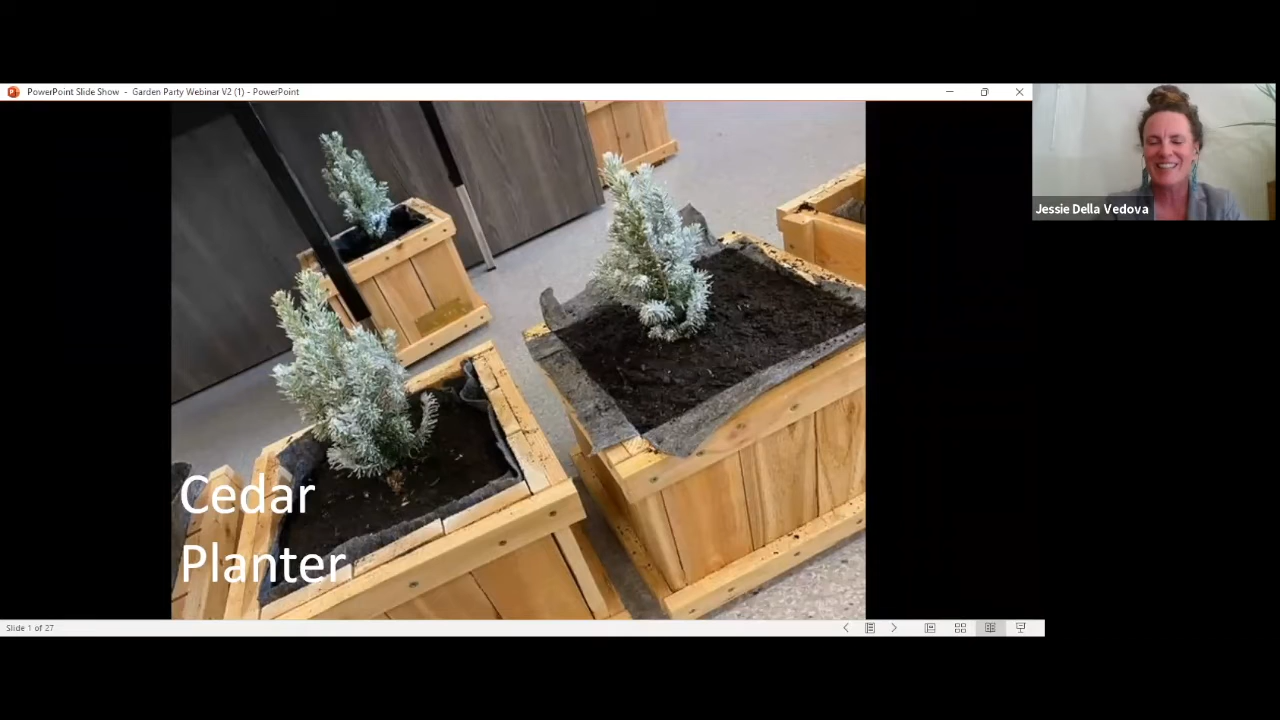 PowerPoint Slide Show - Garden Party Webinar V2 (1) - PowerPoint
Jessie Della Vedova
Cedar
Planter
Slide 1 of 27